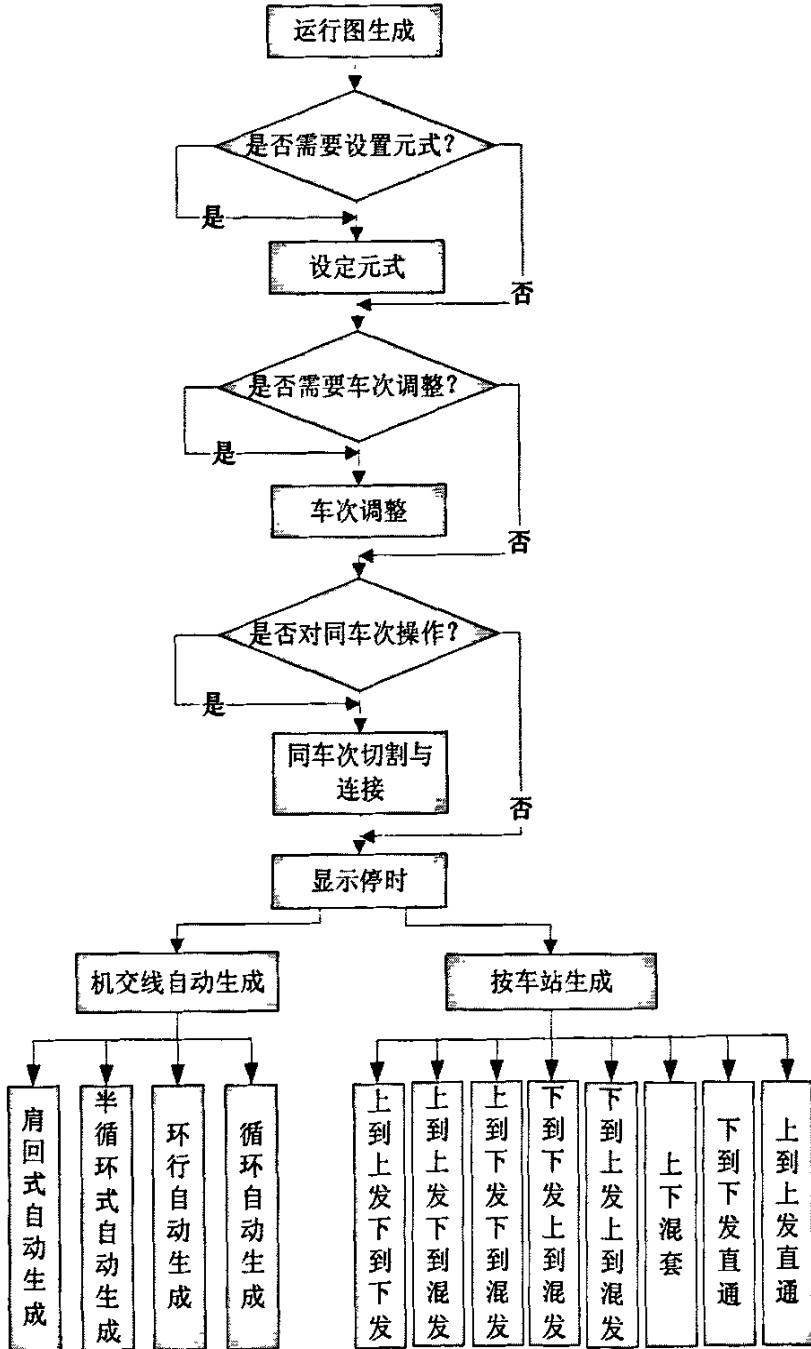 运行图生成
是否需要设置元式？
是
设定元式
否
是否需要车次调整？
是
车次调整
否
是否对同车次操作？
是
同车次切割与
连接
否
显示停时
机交线自动生成
按车站生成
肩回式自动生成
半循环式自动生成
环行自动生成
循环自动生成
上到上发下到下发
上到上发下到混发
上到下发下到混发
下到下发上到混发
下到上发上到混发
上下混套
下到下发直通
上到上发直通